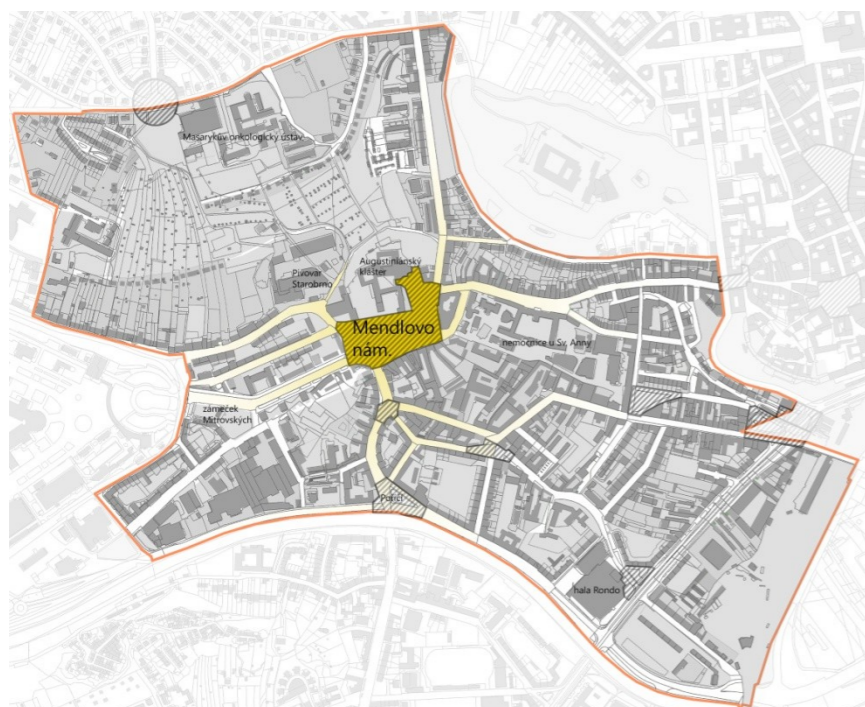 Masarykův onkologický ústav
Augustiniánský
klášter
Pivovar
Starobrno
Mendlovo
nám.
nemocnice u Sv. Anny
zámeček
Mitrovských
Poříčí
hala Rondo